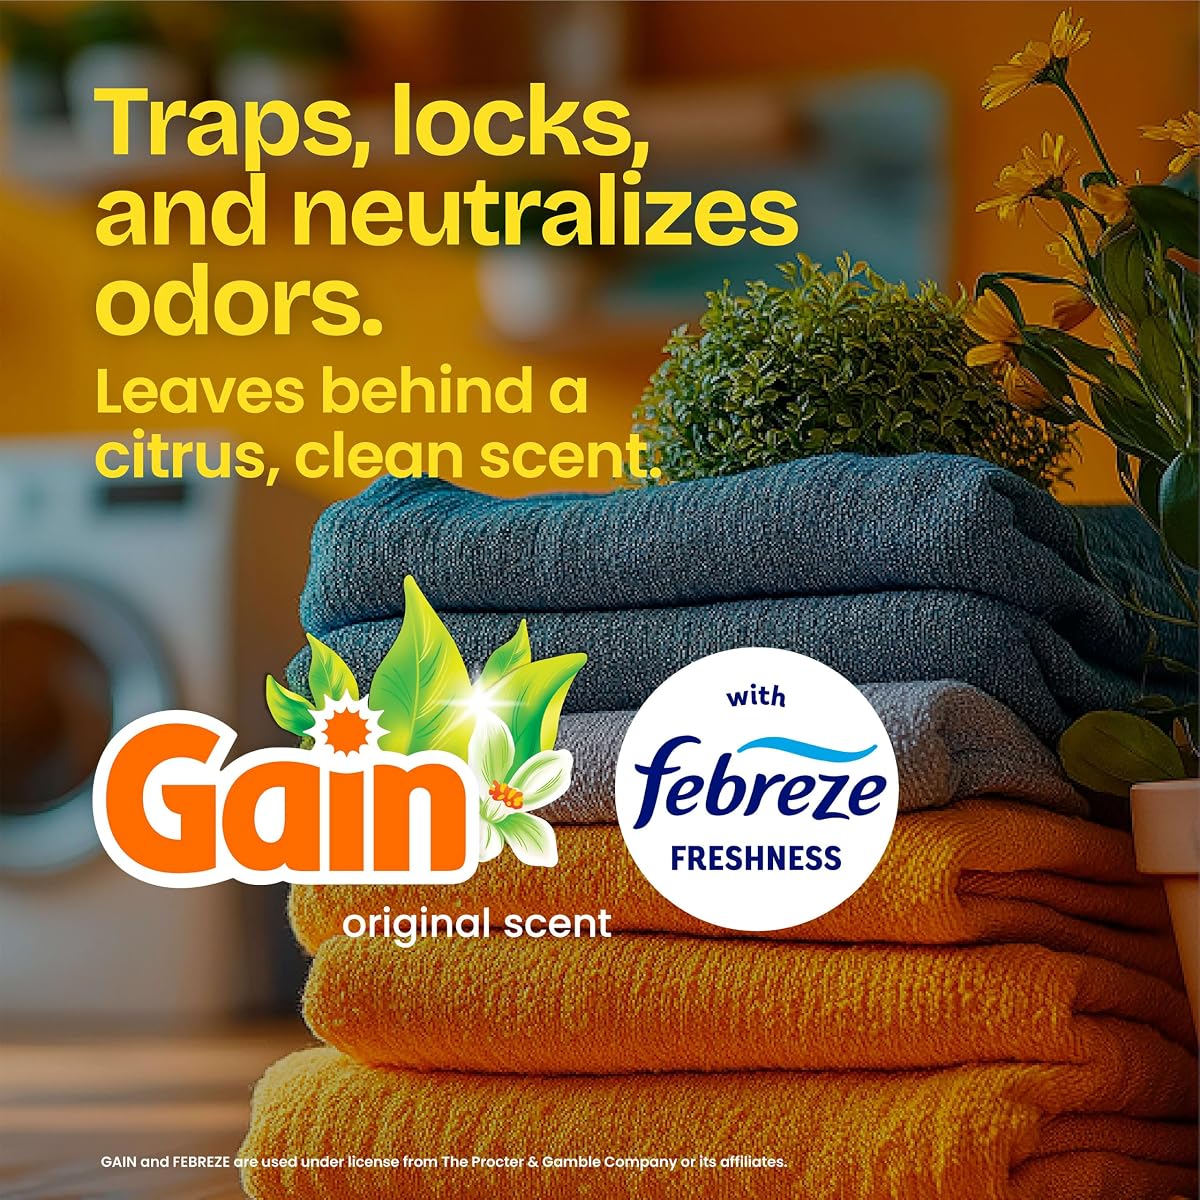 Traps, locks,
and neutralizes
odors.
Leaves behind a
citrus, clean scent.
Gain
original scent
with
febreze
FRESHNESS
GAIN and FEBREZE are used under license from The Procter & Gamble Company or its affiliates.